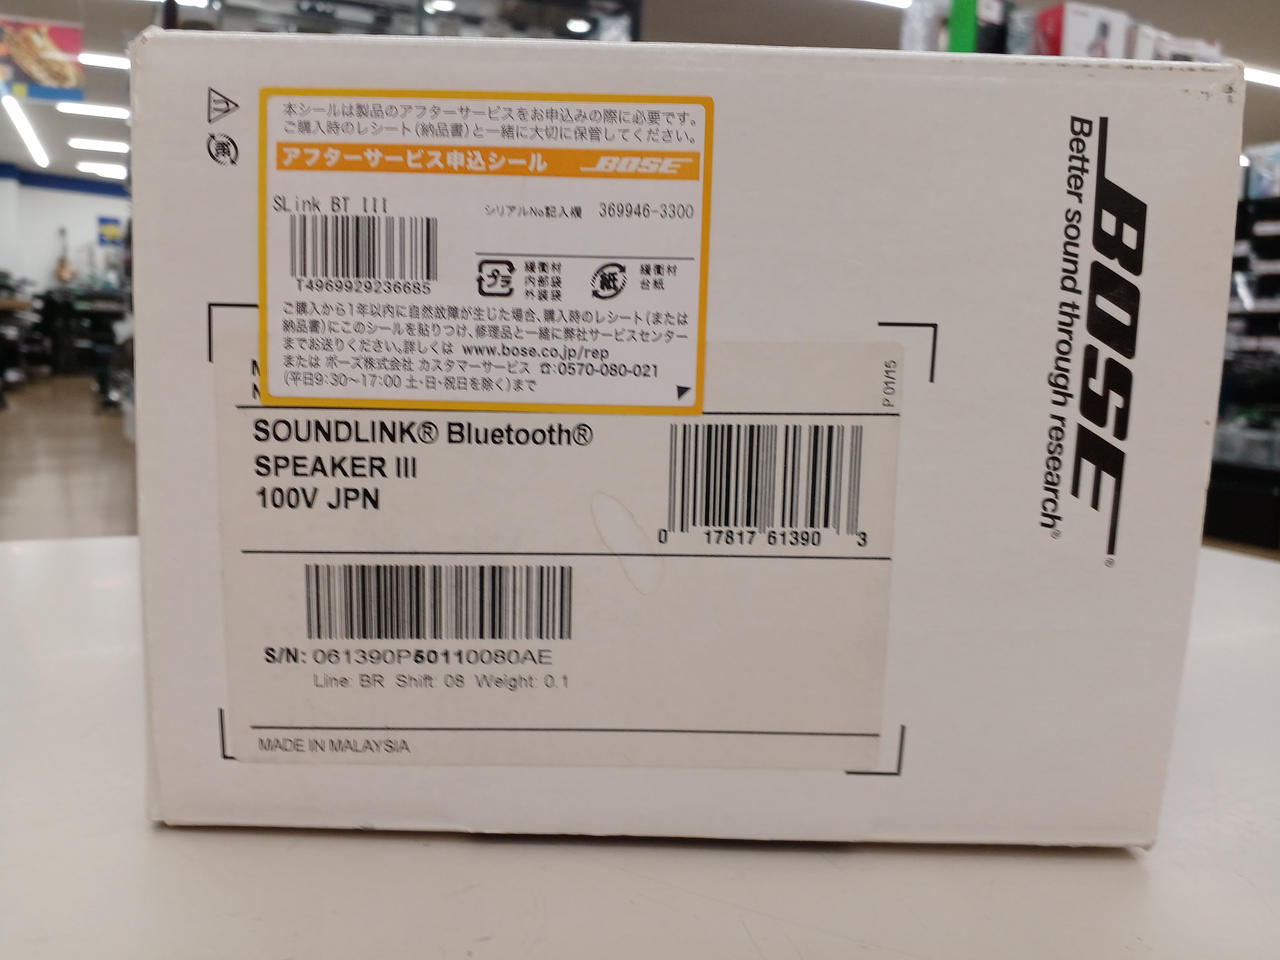 本シールは製品のアフターサービスをお申込みの際に必要です。
ご購入時のレシート(納品書)と一緒に大切に保管してください。
アフターサービス申込シール BOSE
SLink BT III
シリアルNo記入欄 369946-3300
T4969929236685
プラ
緩衝材
内部袋
外装袋
紙
緩衝材
台紙
ご購入から1年以内に自然故障が生じた場合、購入時のレシート(または
納品書)にこのシールを貼りつけ、修理品と一緒に弊社サービスセンター
までお送りください。詳しくは www.bose.co.jp/rep
または ボーズ株式会社 カスタマーサービス ☎:0570-080-021
(平日9:30〜17:00 土・日・祝日を除く)まで
P 01/15
SOUNDLINK® Bluetooth®
SPEAKER III
100V JPN
0 17817 61390 3
S/N: 061390P50110080AE
Line: BR Shift: 08 Weight: 0.1
MADE IN MALAYSIA
BOSE®
Better sound through research®